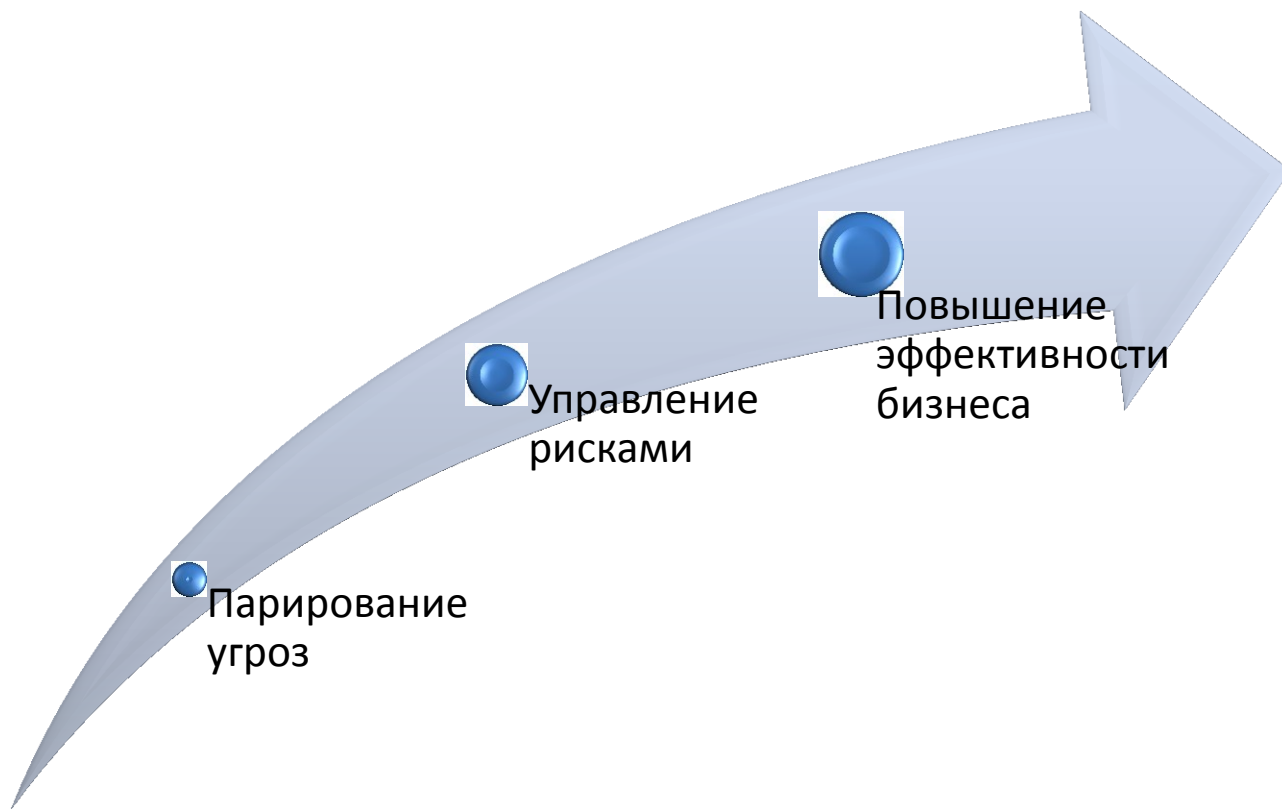 Повышение
эффективности
бизнеса
Управление
рисками
Парирование
угроз